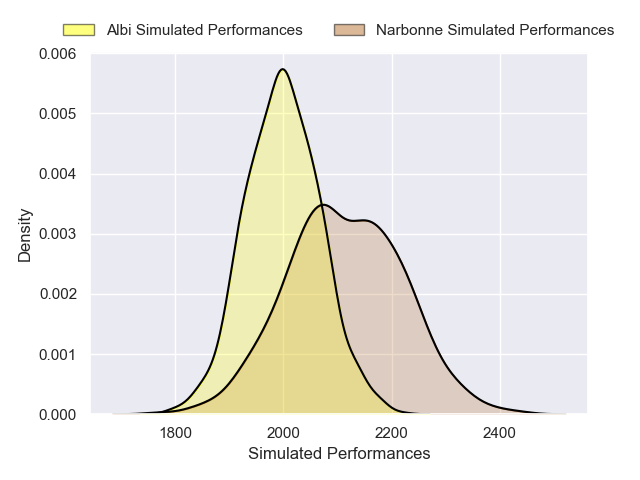 Albi Simulated Performances Narbonne Simulated Performances
0.006
0.005
0.004
0.003
0.002
0.001
0.000
Density
1800 2000 2200 2400
Simulated Performances